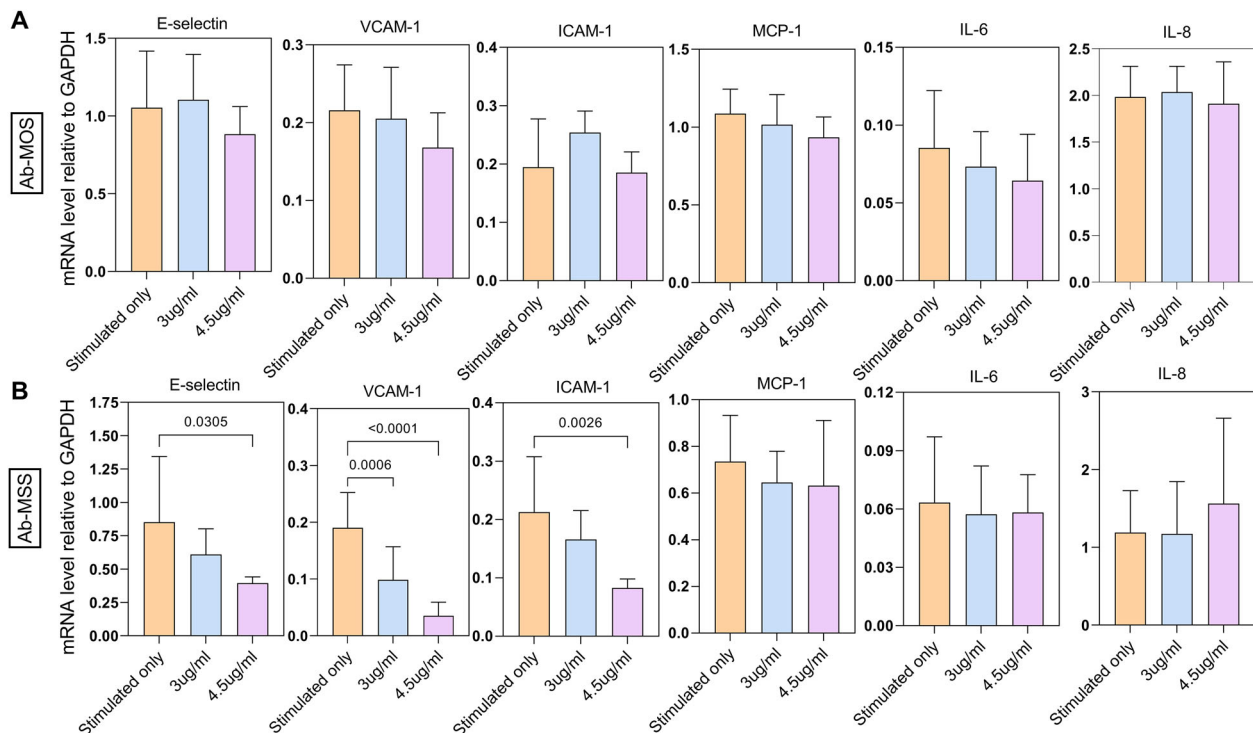 A
Ab-MOS
mRNA level relative to GAPDH
E-selectin
1.5
1.0
0.5
0.0
Stimulated only
3ug/ml
4.5ug/ml
VCAM-1
0.3
0.2
0.1
0.0
Stimulated only
3ug/ml
4.5ug/ml
ICAM-1
0.4
0.3
0.2
0.1
0.0
Stimulated only
3ug/ml
4.5ug/ml
MCP-1
1.5
1.0
0.5
0.0
Stimulated only
3ug/ml
4.5ug/ml
IL-6
0.15
0.10
0.05
0.00
Stimulated only
3ug/ml
4.5ug/ml
IL-8
2.5
2.0
1.5
1.0
2.5
0.0
Stimulated only
3ug/ml
4.5ug/ml
B
Ab-MSS
mRNA level relative to GAPDH
E-selectin
1.75
1.50
1.25
1.00
0.75
0.50
0.25
0.00
0.0305
Stimulated only
3ug/ml
4.5ug/ml
VCAM-1
0.4
0.3
0.2
0.1
0.0
<0.0001
0.0006
Stimulated only
3ug/ml
4.5ug/ml
ICAM-1
0.4
0.3
0.2
0.1
0.0
0.0026
Stimulated only
3ug/ml
4.5ug/ml
MCP-1
1.0
0.8
0.6
0.4
0.2
0.0
Stimulated only
3ug/ml
4.5ug/ml
IL-6
0.12
0.09
0.06
0.03
0.00
Stimulated only
3ug/ml
4.5ug/ml
IL-8
3
2
1
0
Stimulated only
3ug/ml
4.5ug/ml